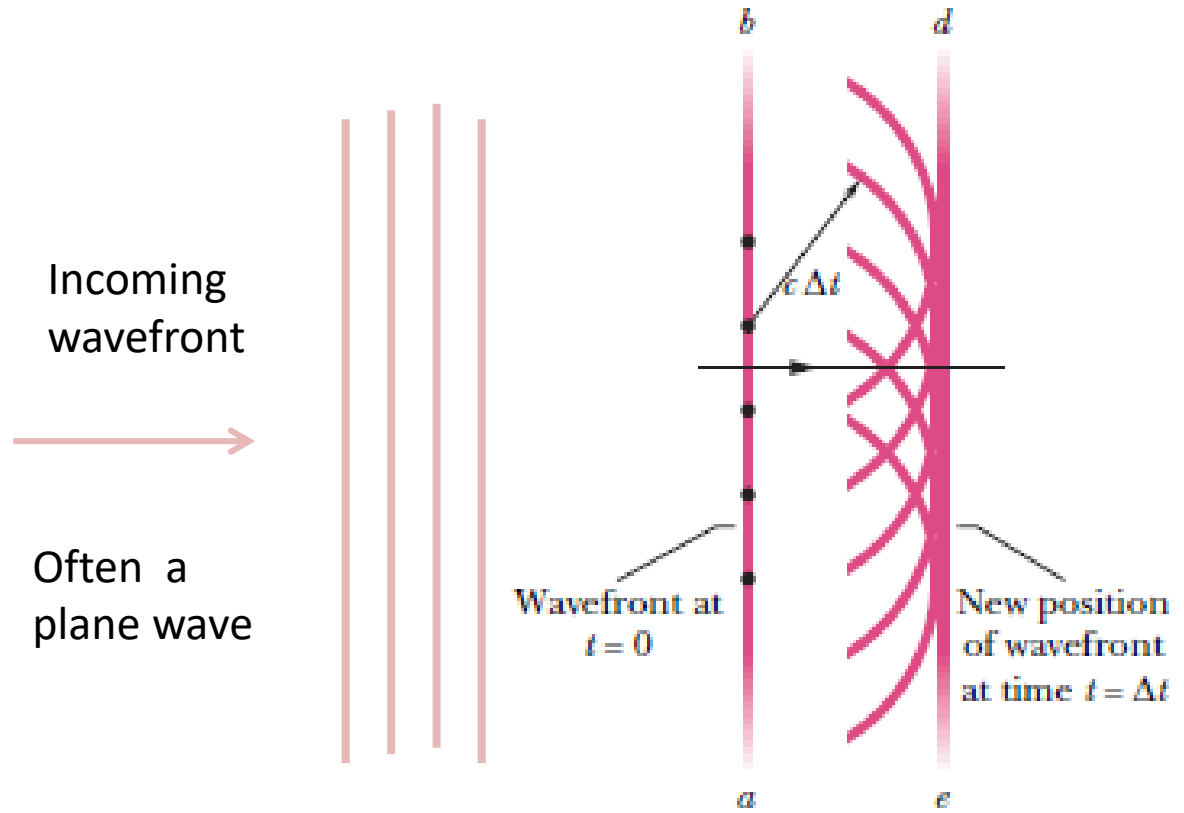 b
d
Incoming
wavefront
c Δt
Often a
plane wave
Wavefront at
t = 0
New position
of wavefront
at time t = Δt
a
e